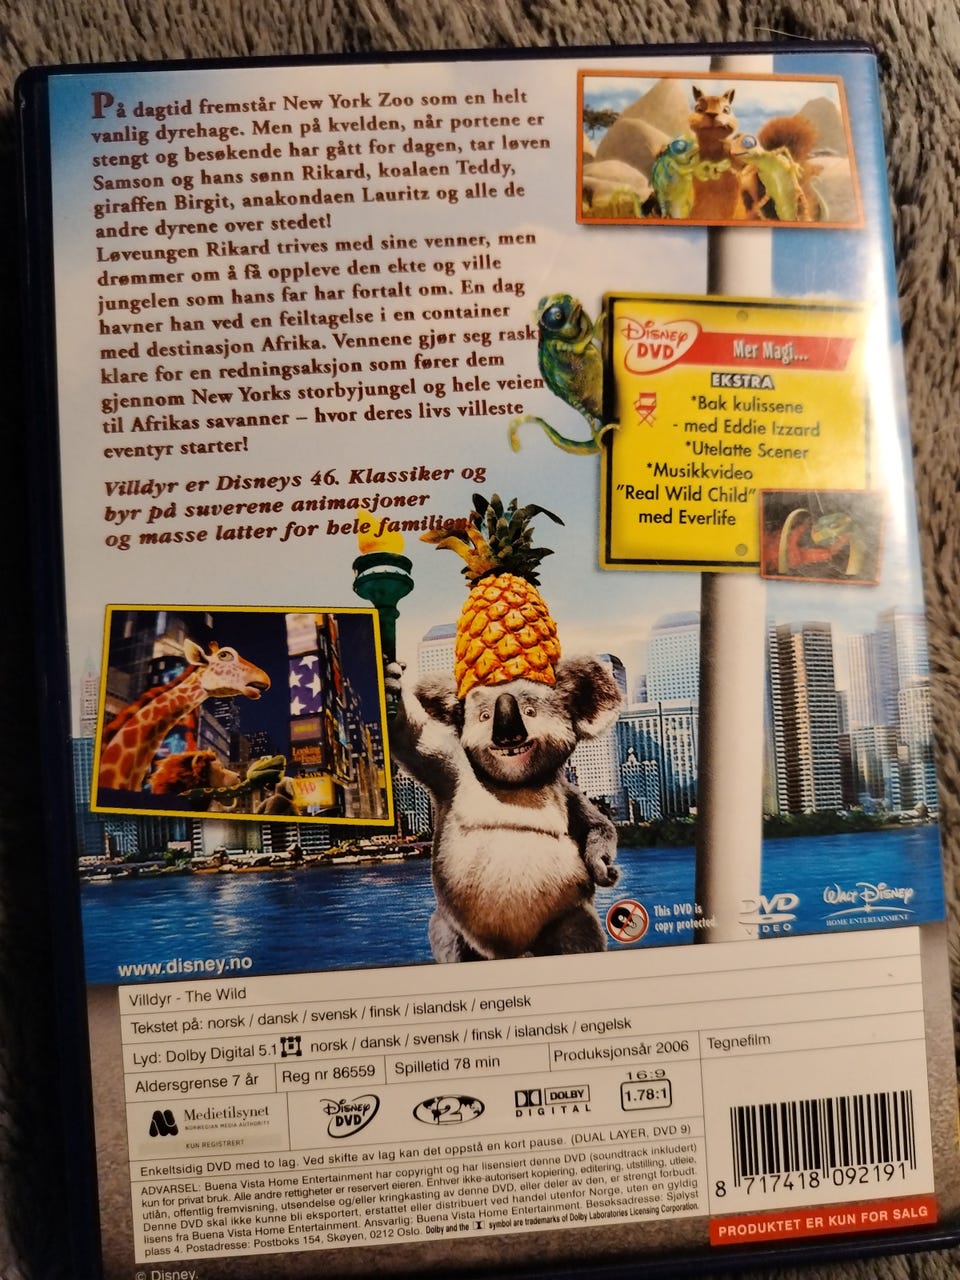 På dagtid fremstår New York Zoo som en helt
vanlig dyrehage. Men på kvelden, når portene er
stengt og besøkende har gått for dagen, tar løven
Samson og hans sønn Rikard, koalaen Teddy,
giraffen Birgit, anakondaen Lauritz og alle de
andre dyrene over stedet!
Løveungen Rikard trives med sine venner, men
drømmer om å få oppleve den ekte og ville
jungelen som hans far har fortalt om. En dag
havner han ved en feiltagelse i en container
med destinasjon Afrika. Vennene gjør seg raskt
klare for en redningsaksjon som fører dem
gjennom New Yorks storbyjungel og hele veien
til Afrikas savanner – hvor deres livs villeste
eventyr starter!
Villdyr er Disneys 46. Klassiker og
byr på suverene animasjoner
og masse latter for hele familien!
Disney
DVD
Mer Magi...
EKSTRA
*Bak kulissene
- med Eddie Izzard
*Utelatte Scener
*Musikkvideo
"Real Wild Child"
med Everlife
This DVD is
copy protected.
DVD
VIDEO
Walt Disney
HOME ENTERTAINMENT
www.disney.no
Villdyr - The Wild
Tekstet på: norsk / dansk / svensk / finsk / islandsk / engelsk
Lyd: Dolby Digital 5.1 norsk / dansk / svensk / finsk / islandsk / engelsk
Aldersgrense 7 år
Reg nr 86559
Spilletid 78 min
Produksjonsår 2006
Tegnefilm
Medietilsynet
NORWEGIAN MEDIA AUTHORITY
KUN REGISTRERT
Disney
DVD
2
DOLBY
DIGITAL
16:9
1.78:1
Enkeltsidig DVD med to lag. Ved skifte av lag kan det oppstå en kort pause. (DUAL LAYER, DVD 9)
ADVARSEL: Buena Vista Home Entertainment har copyright og har lisensiert denne DVD (soundtrack inkludert)
kun for privat bruk. Alle andre rettigheter er reservert eieren. Enhver ikke-autorisert kopiering, editering, utstilling, utleie,
utlån, offentlig fremvisning, utsendelse og/eller kringkasting av denne DVD, eller deler av den, er strengt forbudt.
Denne DVD skal ikke kunne bli eksportert, erstattet eller distribuert ved handel utenfor Norge, uten en gyldig
lisens fra Buena Vista Home Entertainment. Ansvarlig: Buena Vista Home Entertainment. Besøksadresse: Sjølyst
plass 4. Postadresse: Postboks 154, Skøyen, 0212 Oslo. Dolby and the symbol are trademarks of Dolby Laboratories Licensing Corporation.
8 717418 092191
PRODUKTET ER KUN FOR SALG
© Disney.